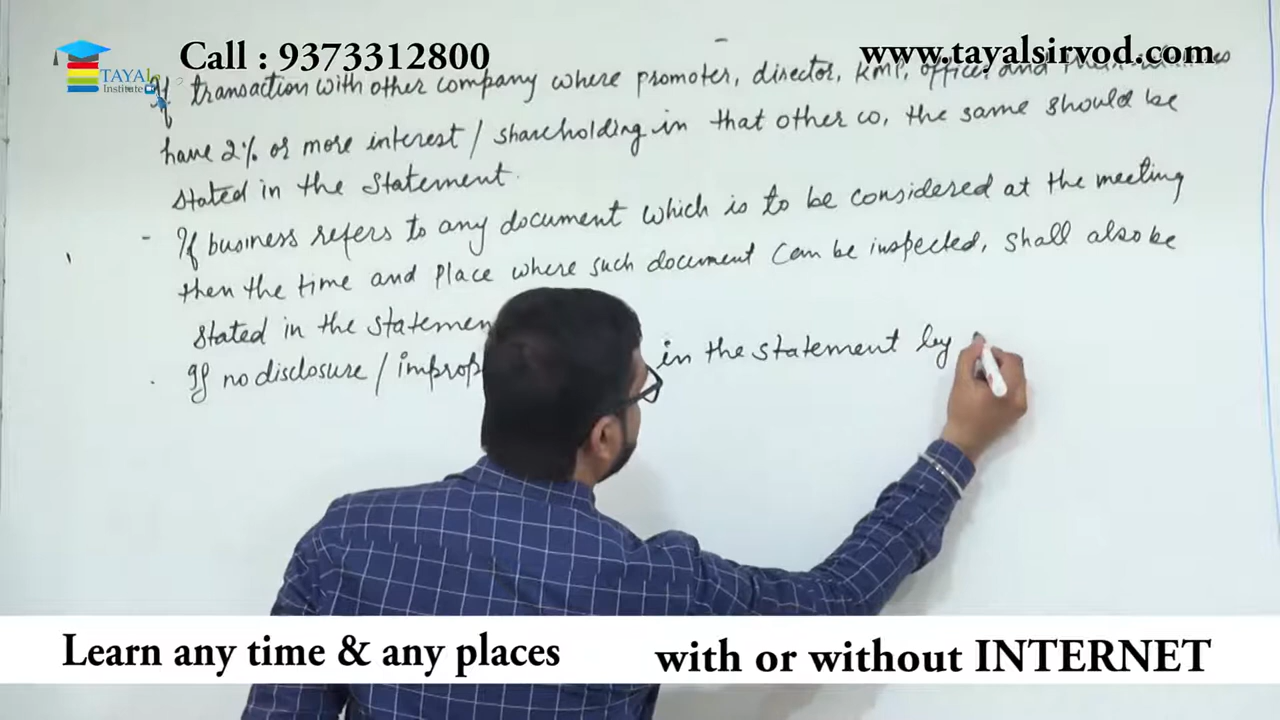 Call : 9373312800
www.tayalsirvod.com
TAYAL
Institute
If transaction with other company where promoter, director, KMP, officer and their
have 2% or more interest / shareholding in that other co, the same should be
stated in the statement.
- If business refers to any document which is to be considered at the meeting
then the time and place where such document can be inspected, shall also be
stated in the statemen
If no disclosure / improp in the statement by
Learn any time & any places
with or without INTERNET